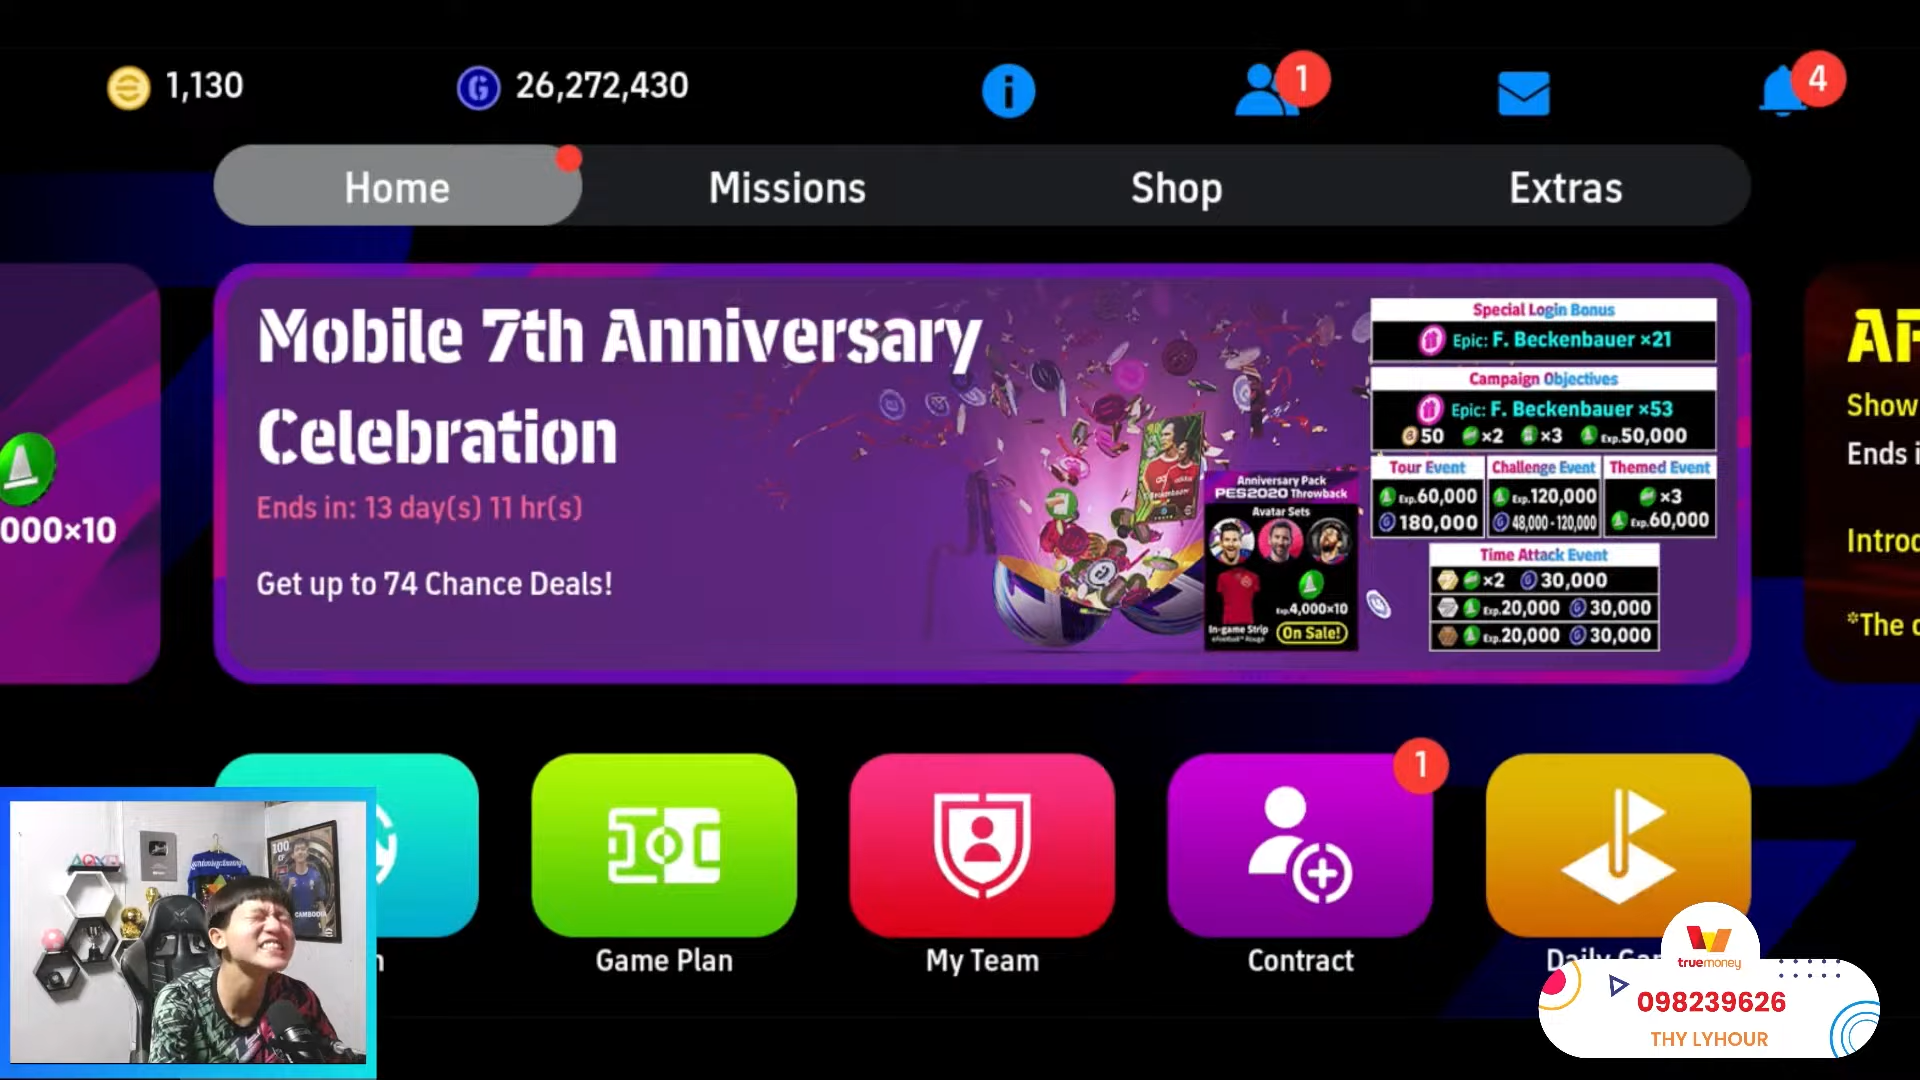 1,130
26,272,430
1
4
Home
Missions
Shop
Extras
Mobile 7th Anniversary
Celebration
Ends in: 13 day(s) 11 hr(s)
Get up to 74 Chance Deals!
000×10
Special Login Bonus
Epic: F. Beckenbauer ×21
Campaign Objectives
Epic: F. Beckenbauer ×53
50 ×2 ×3 Exp.50,000
Tour Event
Exp.60,000
180,000
Challenge Event
Exp.120,000
48,000 - 120,000
Themed Event
×3
Exp.60,000
Time Attack Event
×2 30,000
Exp.20,000 30,000
Exp.20,000 30,000
Anniversary Pack
PES2020 Throwback
Avatar Sets
Exp.4,000×10
In-game Strip
On Sale!
AF
Show
Ends i
Introd
*The c
1
Game Plan
My Team
Contract
100
CAMBODIA
truemoney
098239626
THY LYHOUR